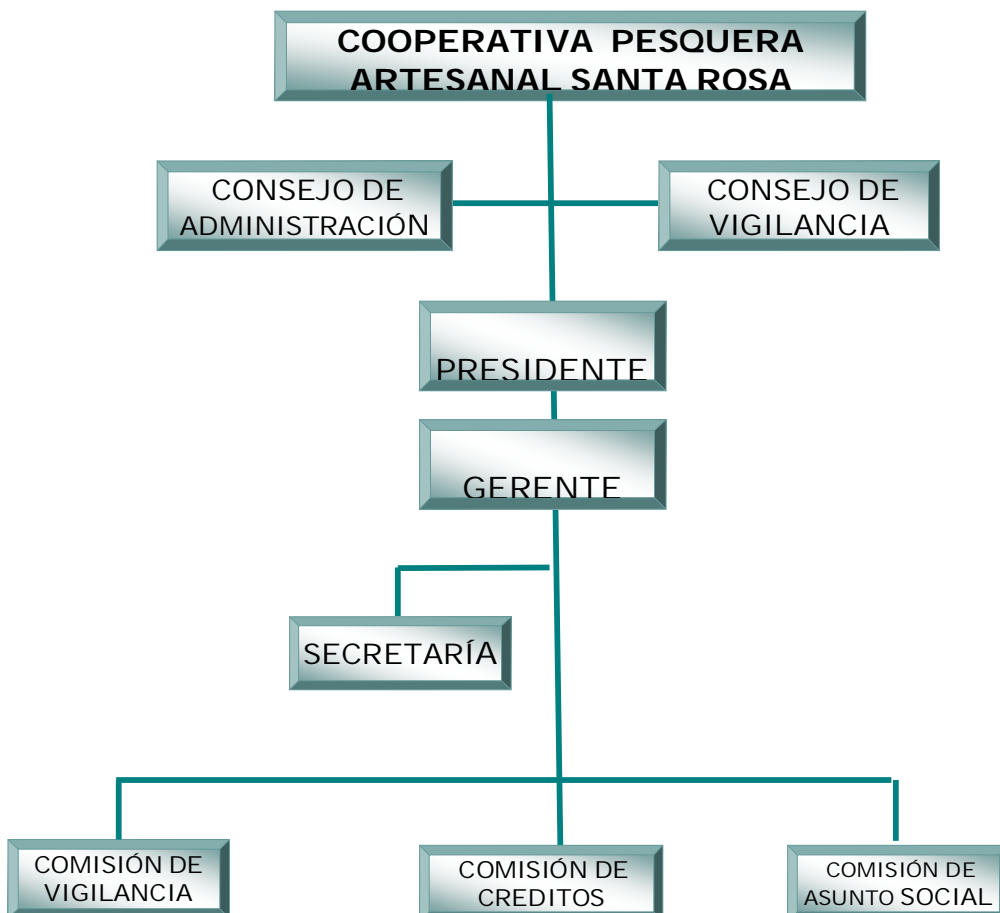 COOPERATIVA PESQUERA
ARTESANAL SANTA ROSA
CONSEJO DE
ADMINISTRACIÓN
CONSEJO DE
VIGILANCIA
PRESIDENTE
GERENTE
SECRETARÍA
COMISIÓN DE
VIGILANCIA
COMISIÓN DE
CREDITOS
COMISIÓN DE
ASUNTO SOCIAL